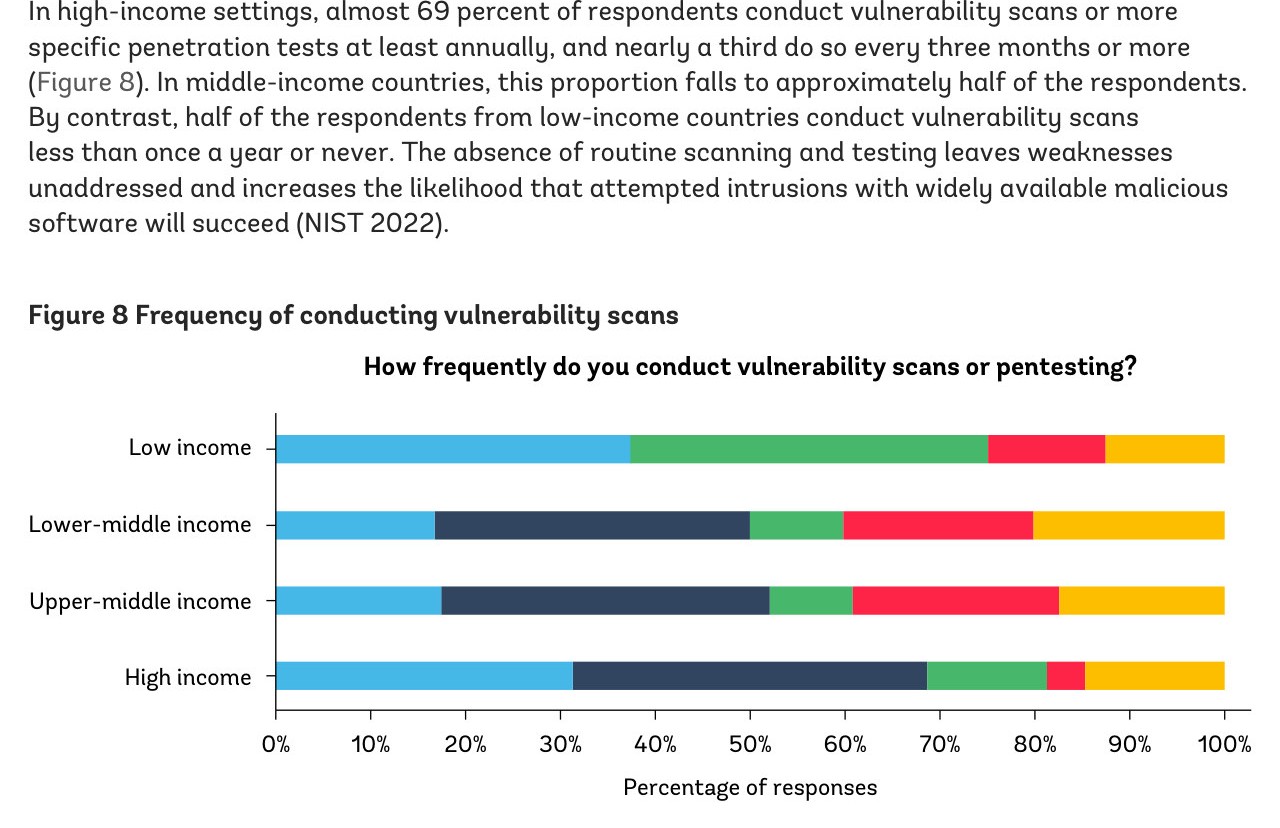 In high-income settings, almost 69 percent of respondents conduct vulnerability scans or more
specific penetration tests at least annually, and nearly a third do so every three months or more
(Figure 8). In middle-income countries, this proportion falls to approximately half of the respondents.
By contrast, half of the respondents from low-income countries conduct vulnerability scans
less than once a year or never. The absence of routine scanning and testing leaves weaknesses
unaddressed and increases the likelihood that attempted intrusions with widely available malicious
software will succeed (NIST 2022).
Figure 8 Frequency of conducting vulnerability scans
How frequently do you conduct vulnerability scans or pentesting?
Low income
Lower-middle income
Upper-middle income
High income
0% 10% 20% 30% 40% 50% 60% 70% 80% 90% 100%
Percentage of responses